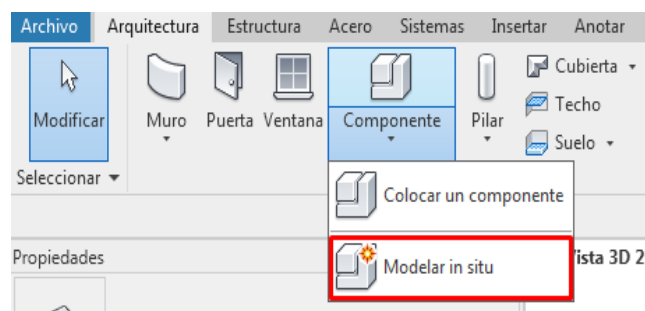 Archivo Arquitectura Estructura Acero Sistemas Insertar Anotar
Modificar
Muro
Puerta
Ventana
Componente
Pilar
Cubierta
Techo
Suelo
Seleccionar
Colocar un componente
Propiedades
Modelar in situ
ista 3D 2